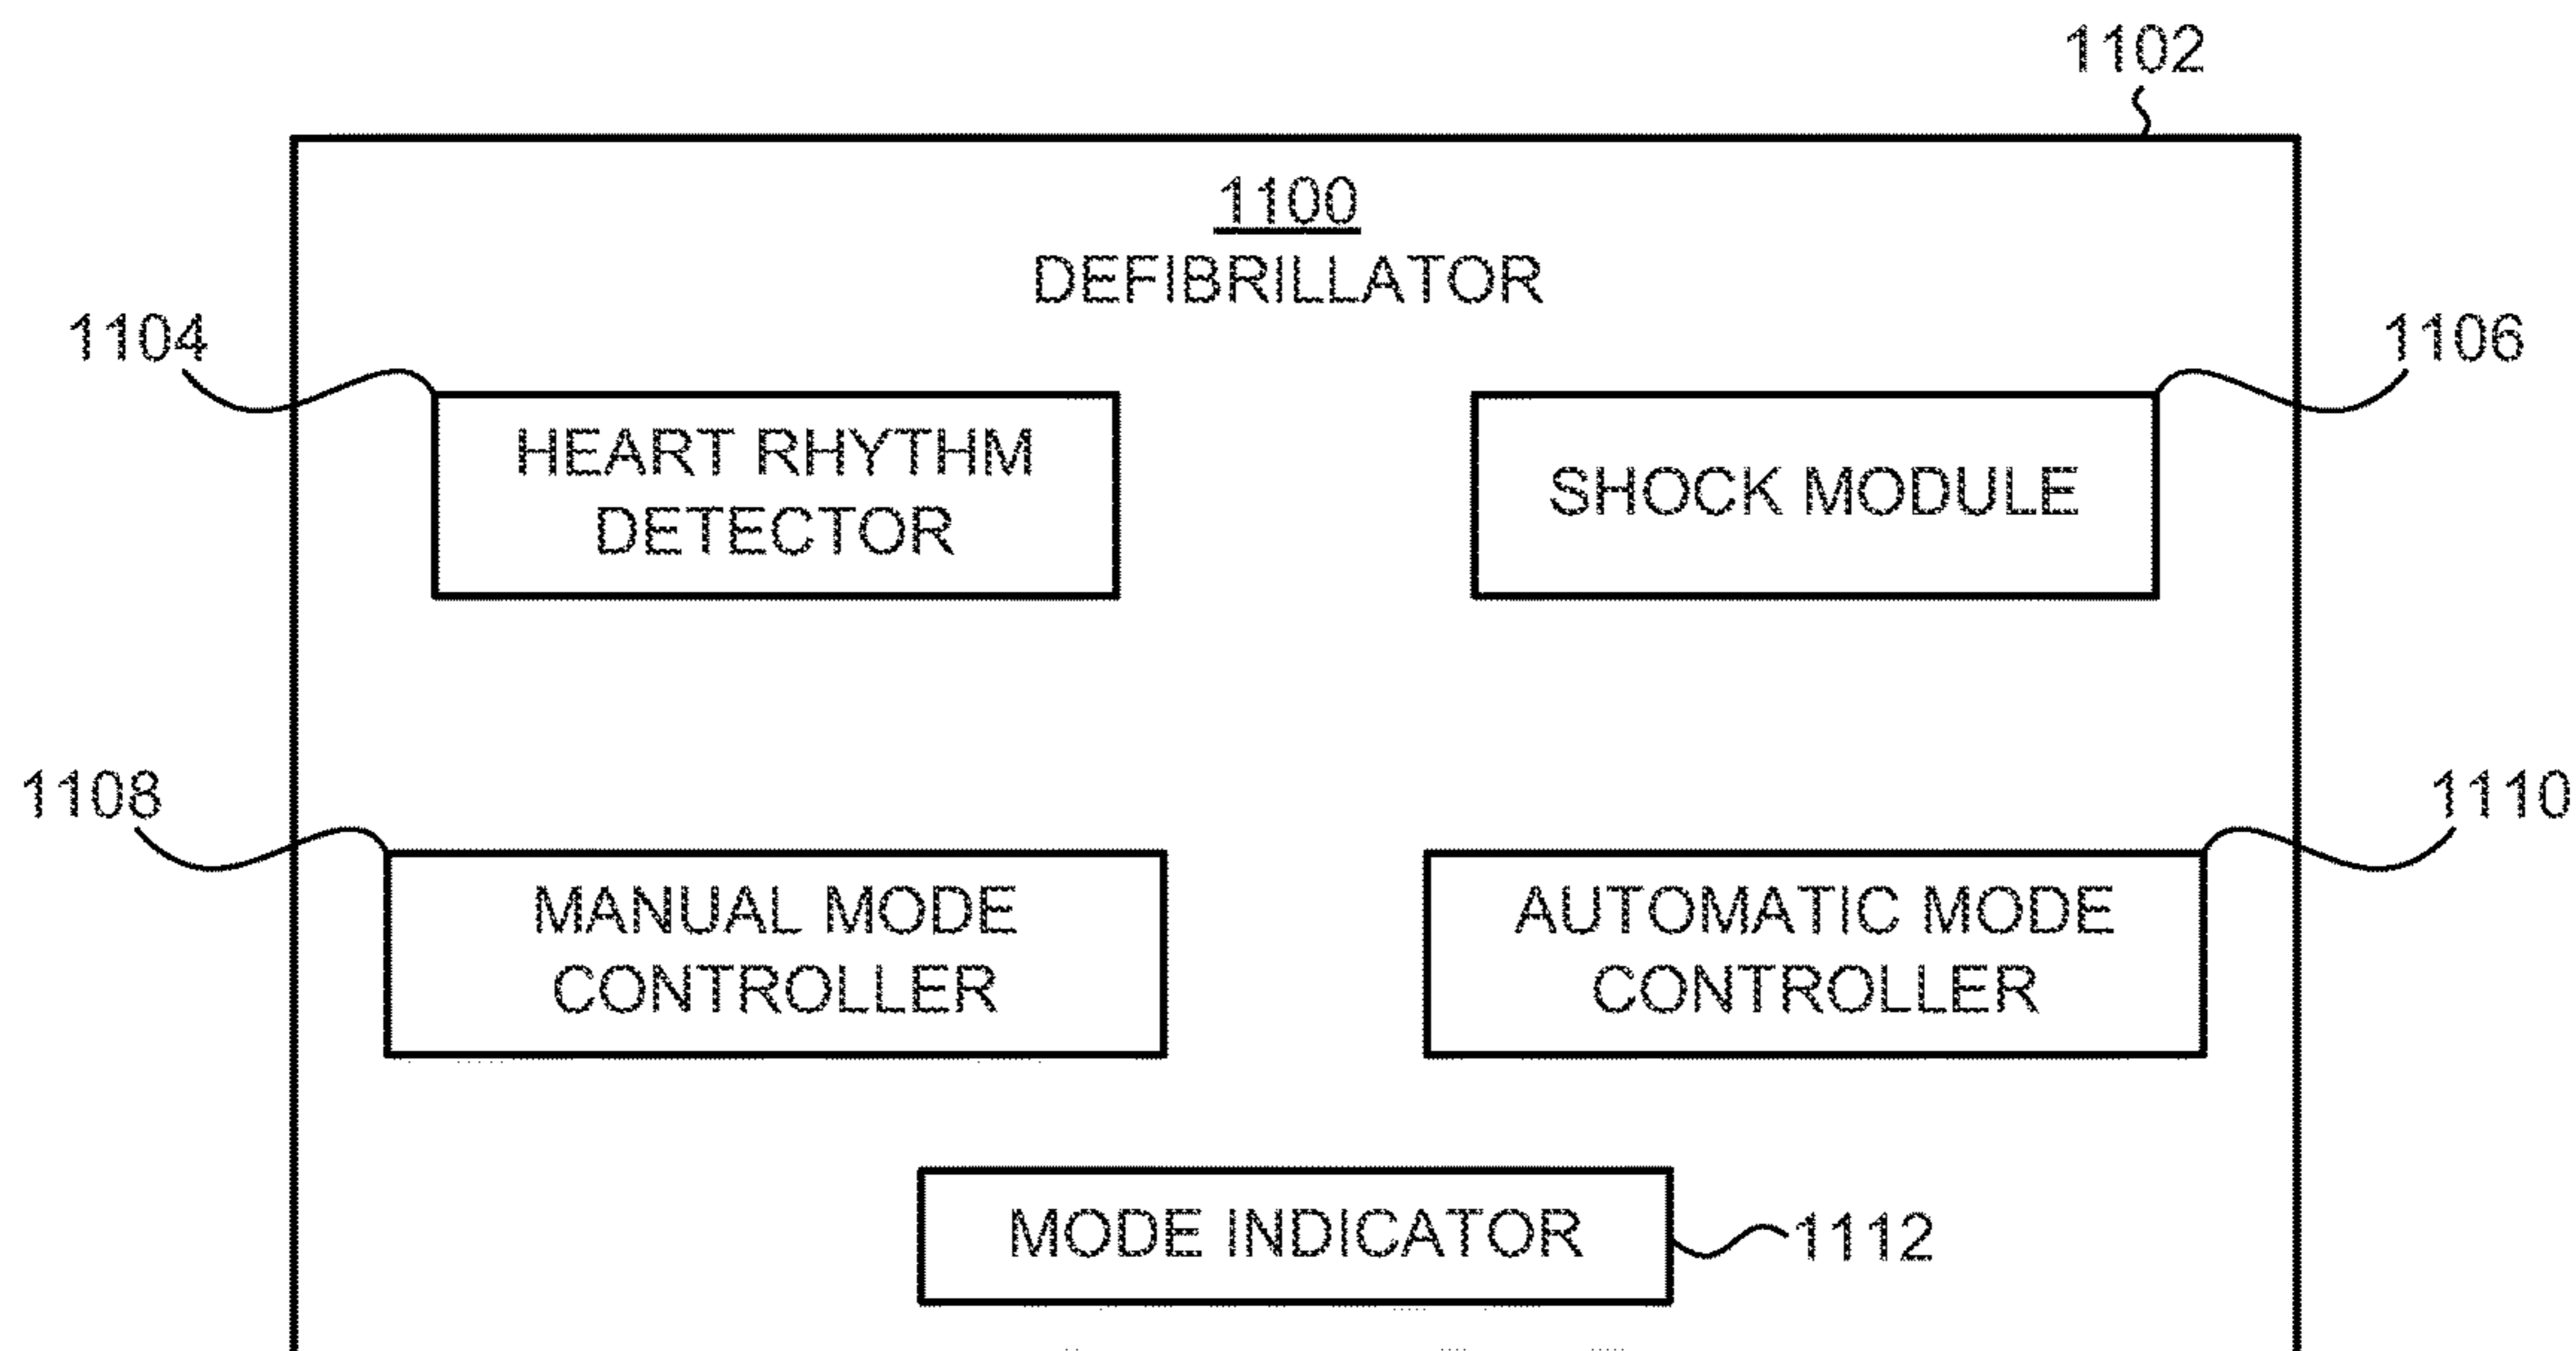 1102
1100
DEFIBRILLATOR
1104
1106
HEART RHYTHM
DETECTOR
SHOCK MODULE
1108
1110
MANUAL MODE
CONTROLLER
AUTOMATIC MODE
CONTROLLER
MODE INDICATOR
1112